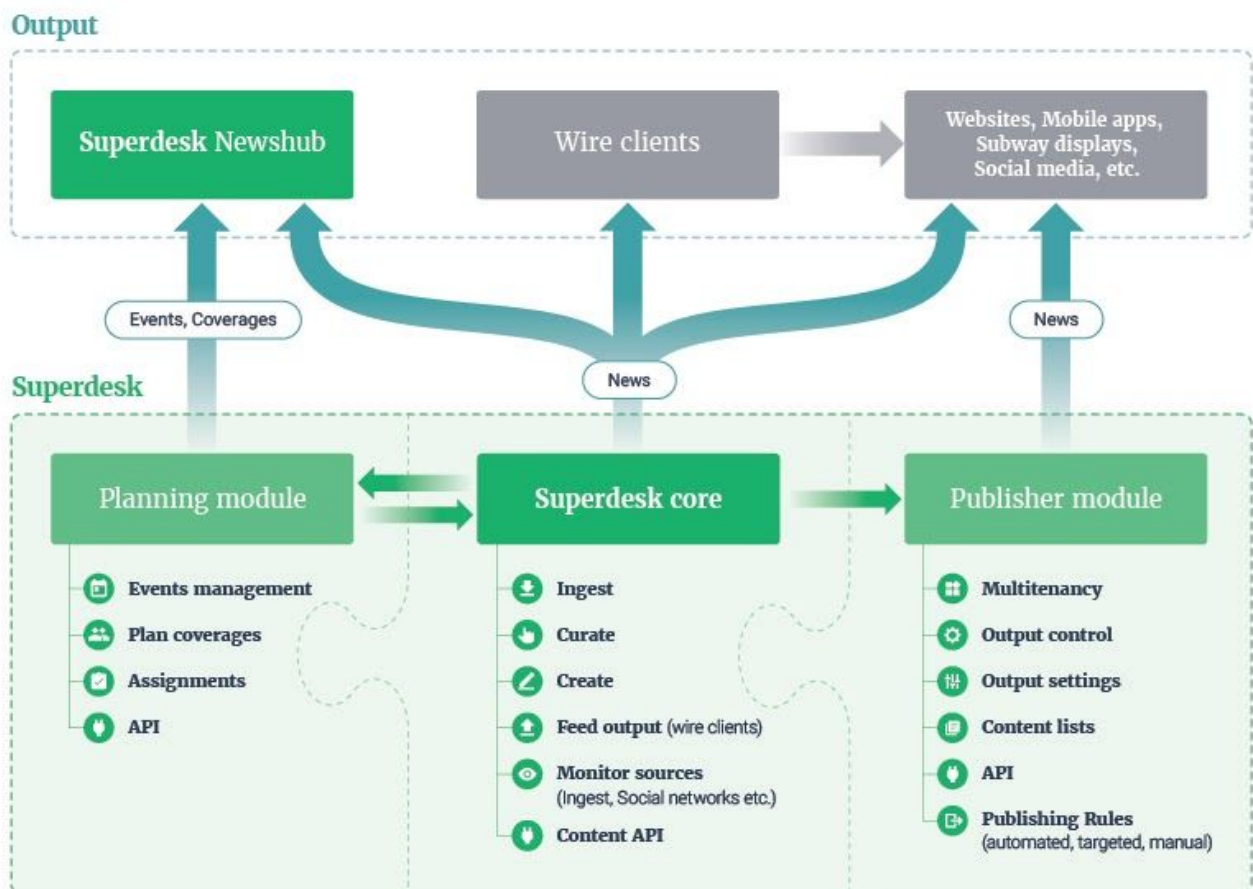 Output
Superdesk Newshub
Wire clients
Websites, Mobile apps,
Subway displays,
Social media, etc.
Events, Coverages
News
News
Superdesk
Planning module
Events management
Plan coverages
Assignments
API
Superdesk core
Ingest
Curate
Create
Feed output (wire clients)
Monitor sources
(Ingest, Social networks etc.)
Content API
Publisher module
Multitenancy
Output control
Output settings
Content lists
API
Publishing Rules
(automated, targeted, manual)